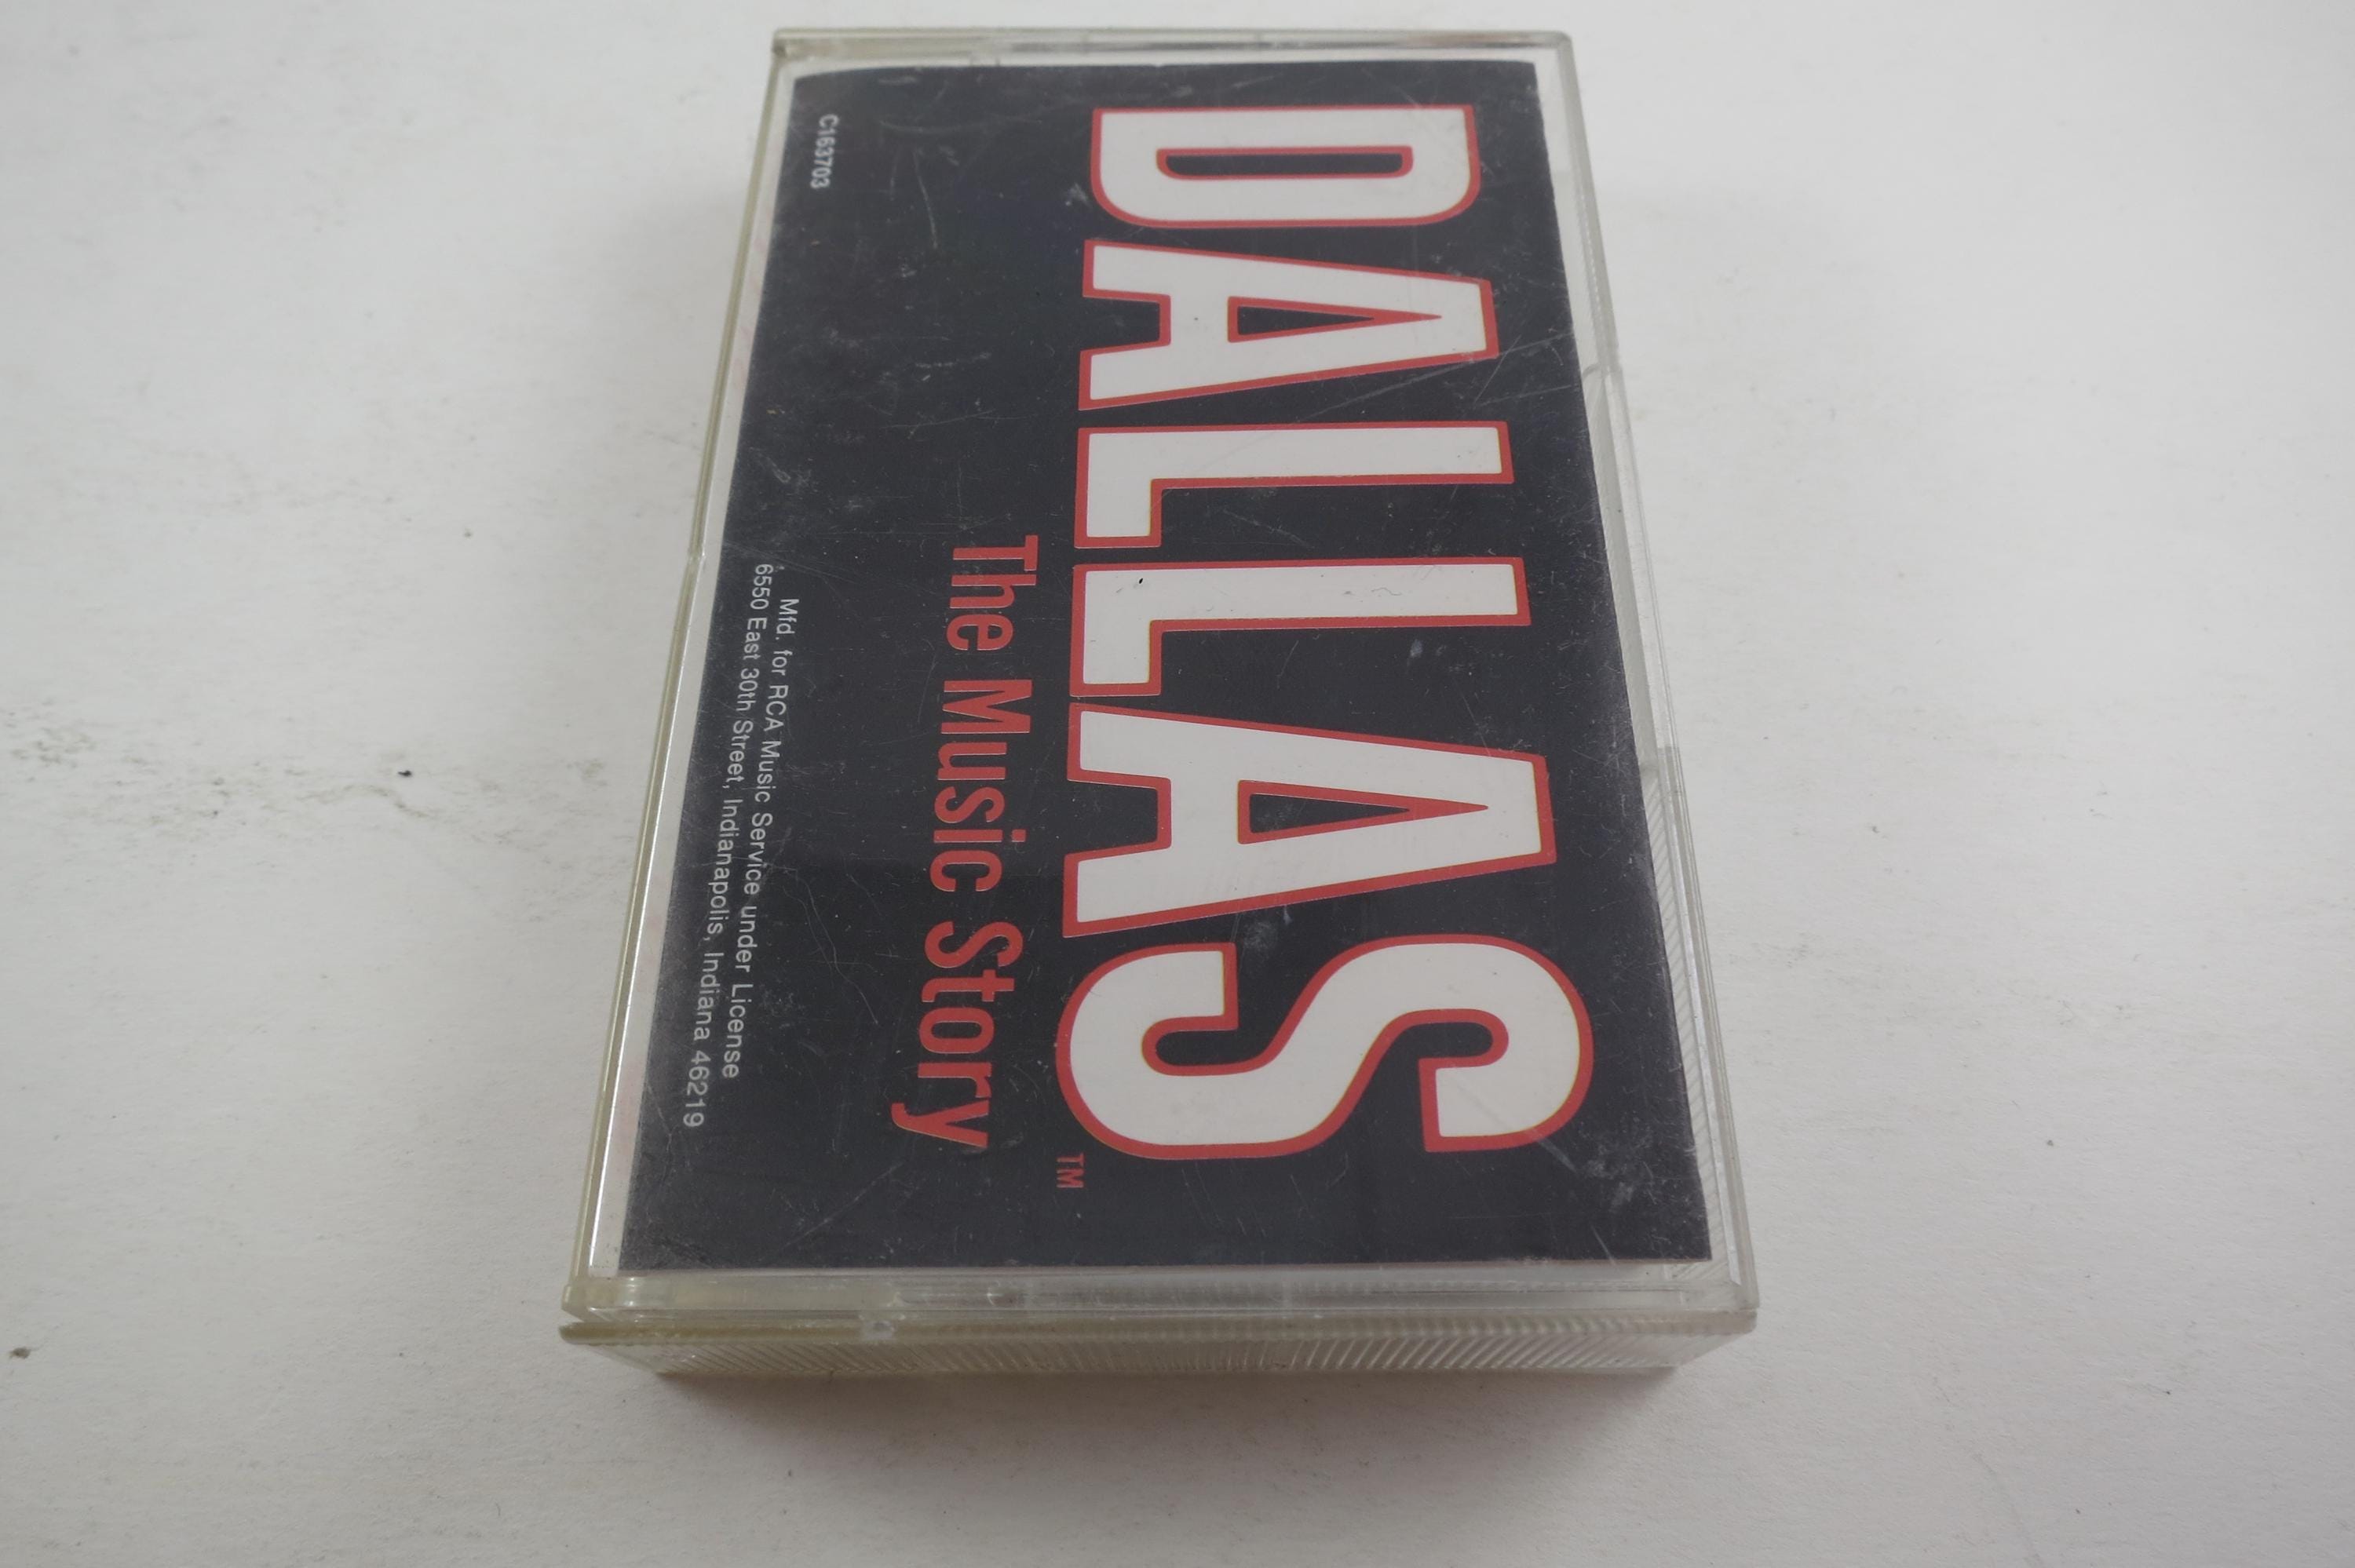 DALLAS
TM
The Music Story
C163703
Mfd. for RCA Music Service under License
6550 East 30th Street, Indianapolis, Indiana 46219